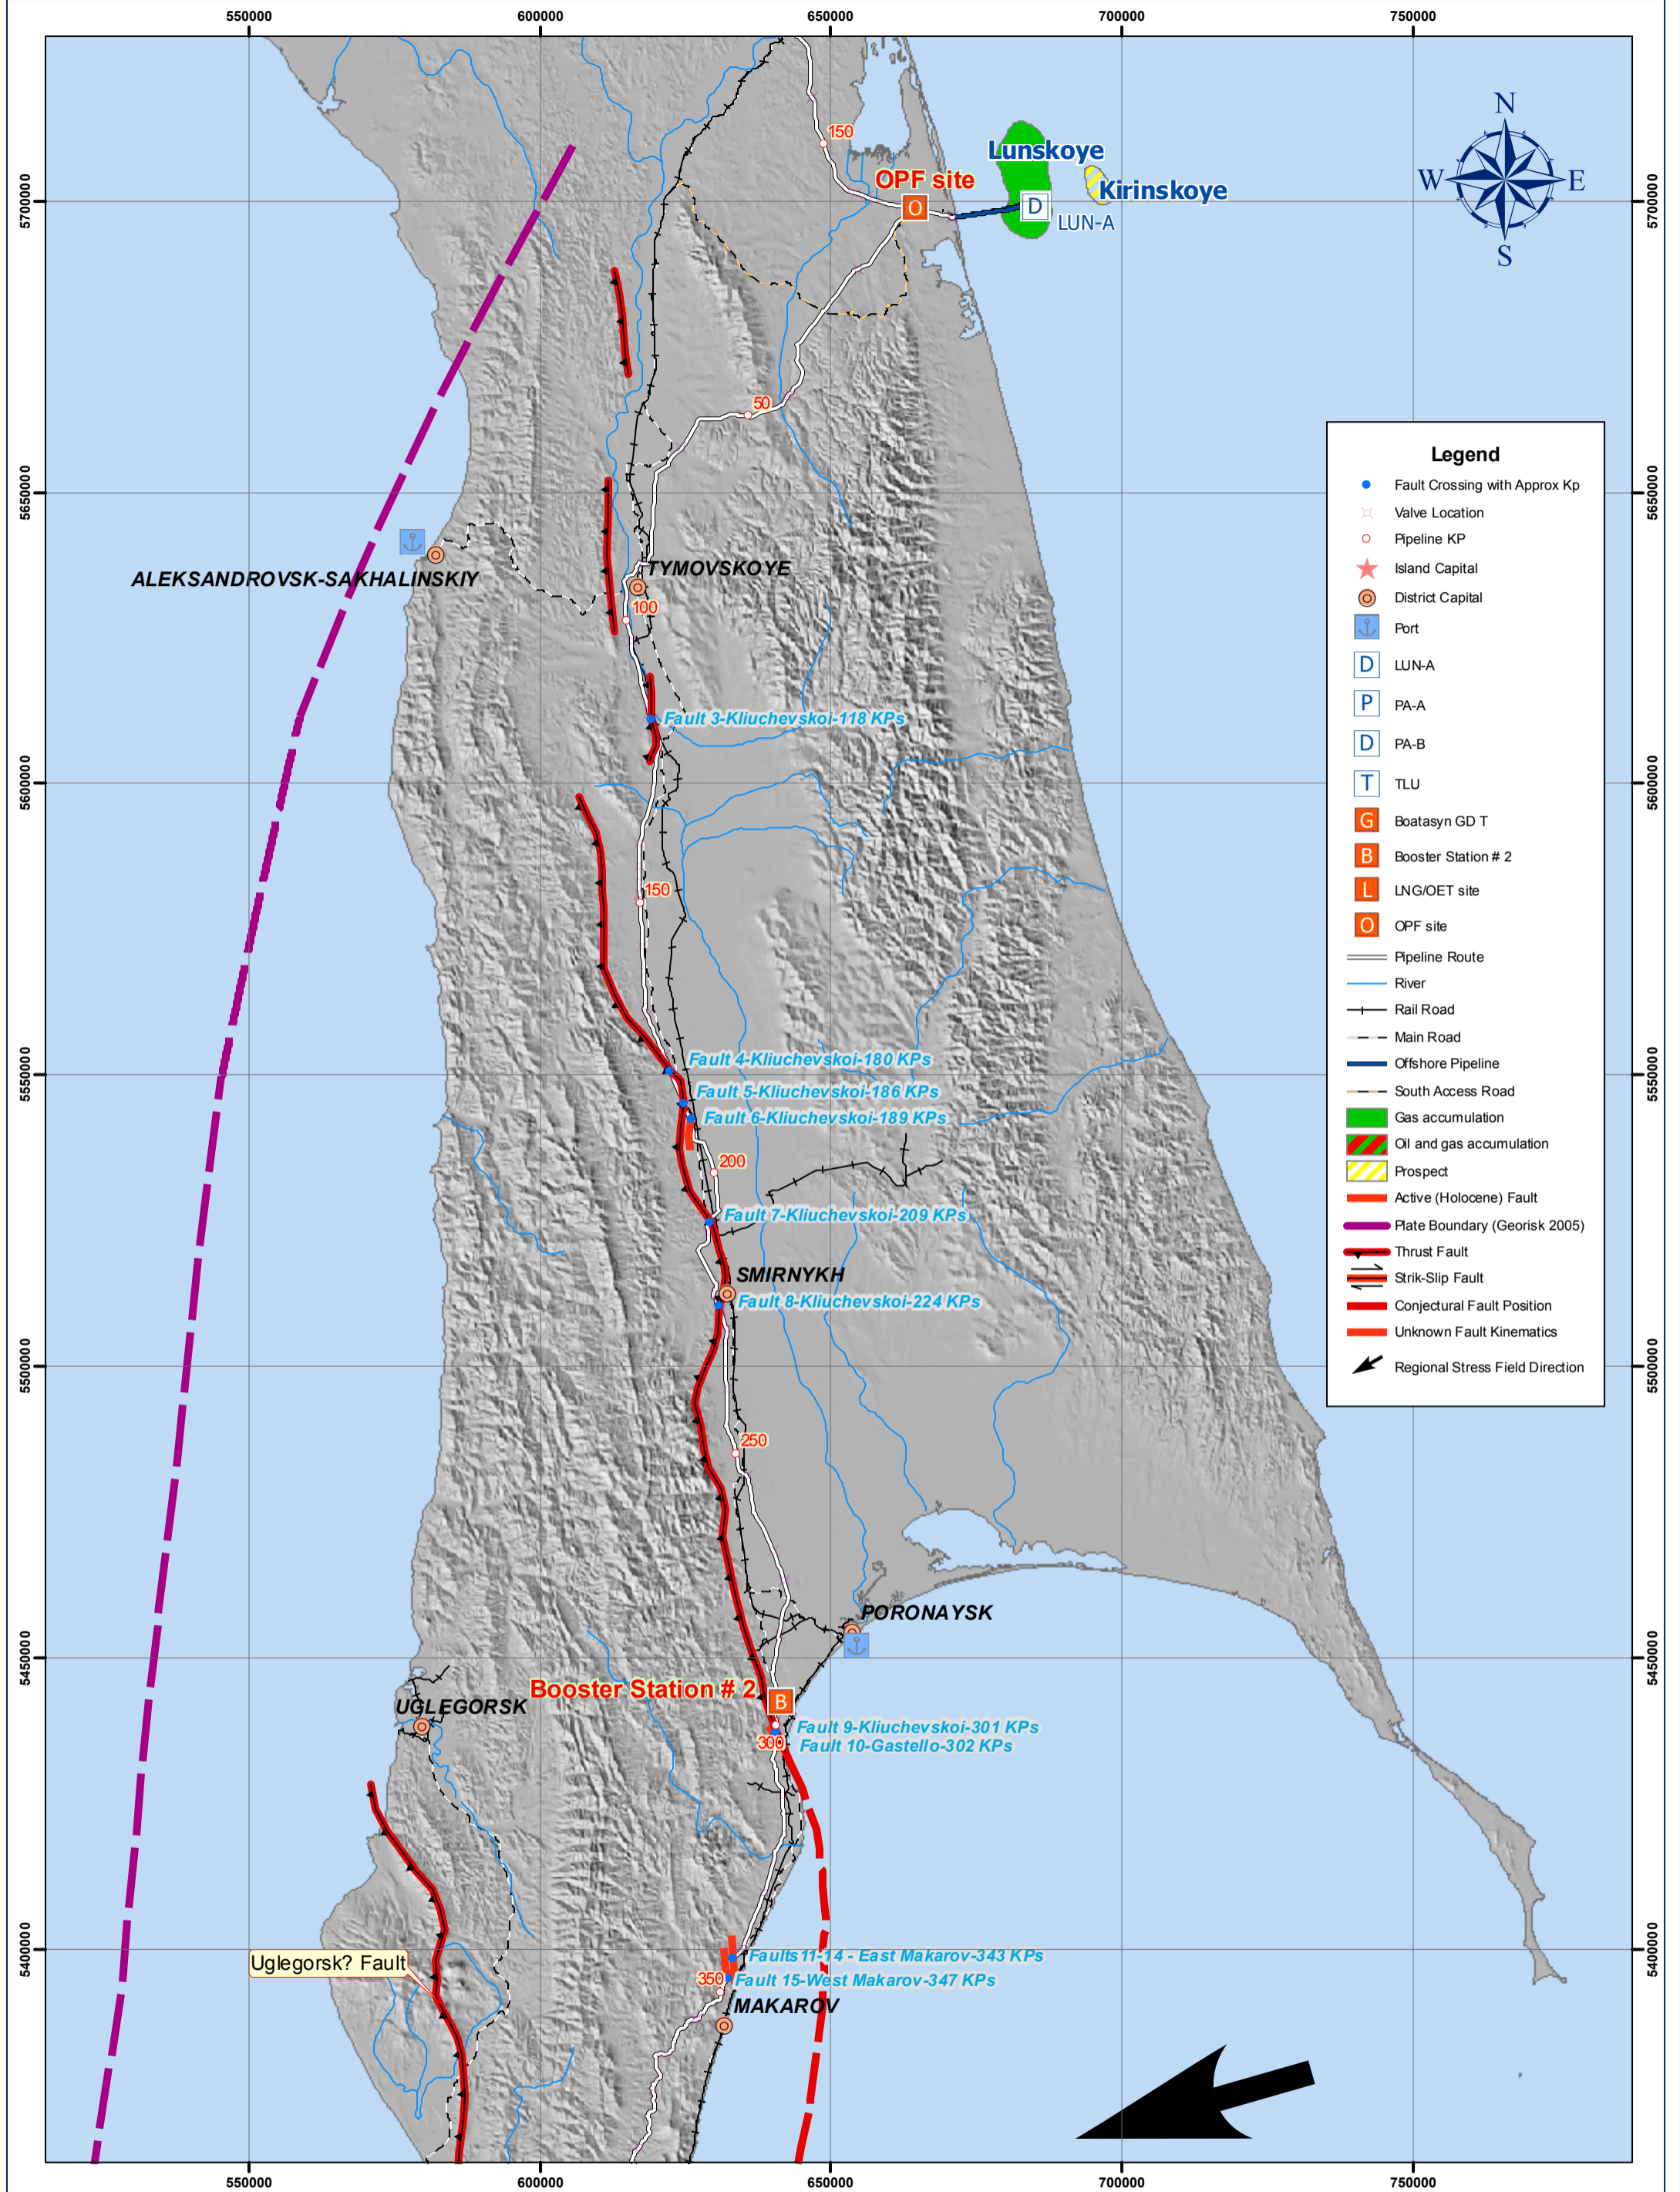 550000
600000
650000
700000
750000
5700000
5650000
5600000
5550000
5500000
5450000
5400000
5700000
5650000
5600000
5550000
5500000
5450000
5400000
N
W
E
S
150
Lunskoye
OPF site
Kirinskoye
O
D
LUN-A
50
TYMOVSKOYE
ALEKSANDROVSK-SAKHALINSKIY
100
Fault 3-Kliuchevskoi-118 KPs
150
Fault 4-Kliuchevskoi-180 KPs
Fault 5-Kliuchevskoi-186 KPs
Fault 6-Kliuchevskoi-189 KPs
200
Fault 7-Kliuchevskoi-209 KPs
SMIRNYKH
Fault 8-Kliuchevskoi-224 KPs
250
PORONAYSK
Booster Station # 2
B
UGLEGORSK
Fault 9-Kliuchevskoi-301 KPs
300
Fault 10-Gastello-302 KPs
Uglegorsk? Fault
Faults11-14 - East Makarov-343 KPs
350
Fault 15-West Makarov-347 KPs
MAKAROV
Legend
Fault Crossing with Approx Kp
Valve Location
Pipeline KP
Island Capital
District Capital
Port
D LUN-A
P PA-A
D PA-B
T TLU
G Boatasyn GD T
B Booster Station # 2
L LNG/OET site
O OPF site
Pipeline Route
River
Rail Road
Main Road
Offshore Pipeline
South Access Road
Gas accumulation
Oil and gas accumulation
Prospect
Active (Holocene) Fault
Plate Boundary (Georisk 2005)
Thrust Fault
Strik-Slip Fault
Conjectural Fault Position
Unknown Fault Kinematics
Regional Stress Field Direction
550000
600000
650000
700000
750000